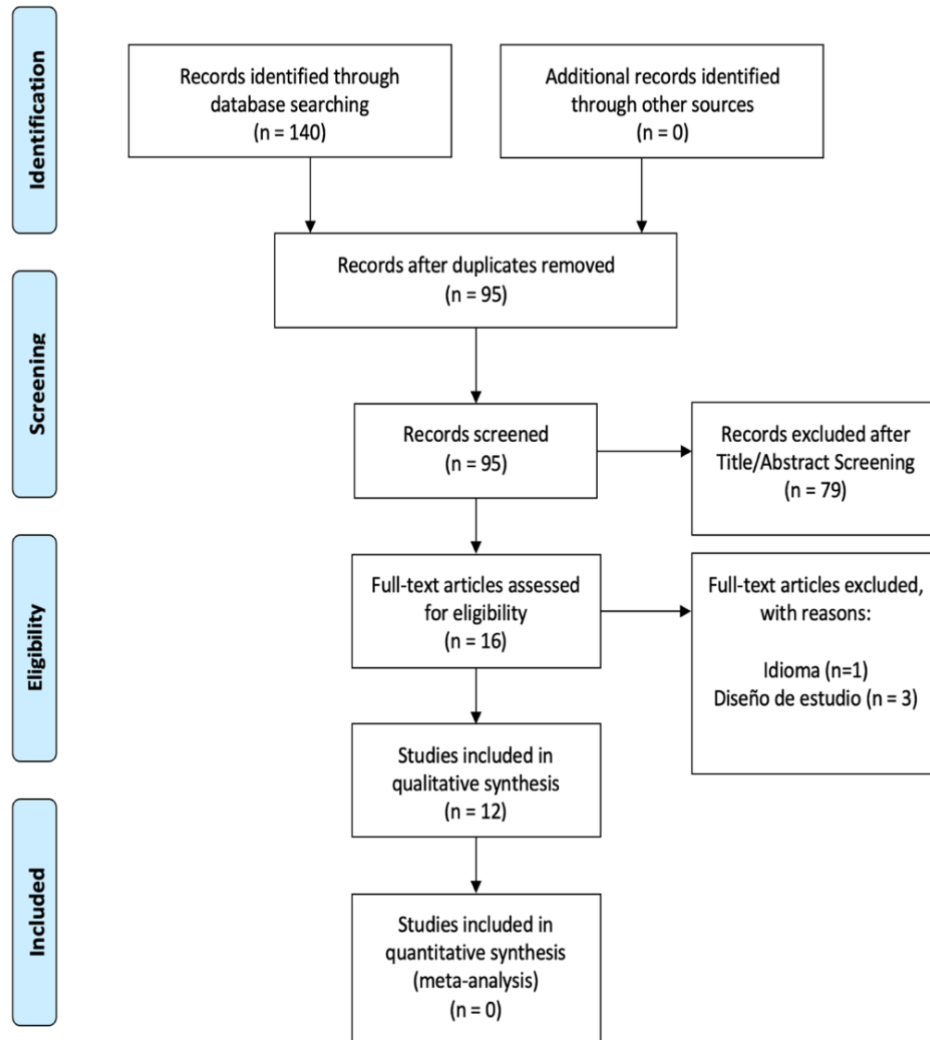 Identification
Records identified through
database searching
(n = 140)
Additional records identified
through other sources
(n = 0)
Records after duplicates removed
(n = 95)
Screening
Records screened
(n = 95)
Records excluded after
Title/Abstract Screening
(n = 79)
Eligibility
Full-text articles assessed
for eligibility
(n = 16)
Full-text articles excluded,
with reasons:
Idioma (n=1)
Diseño de estudio (n = 3)
Studies included in
qualitative synthesis
(n = 12)
Included
Studies included in
quantitative synthesis
(meta-analysis)
(n = 0)